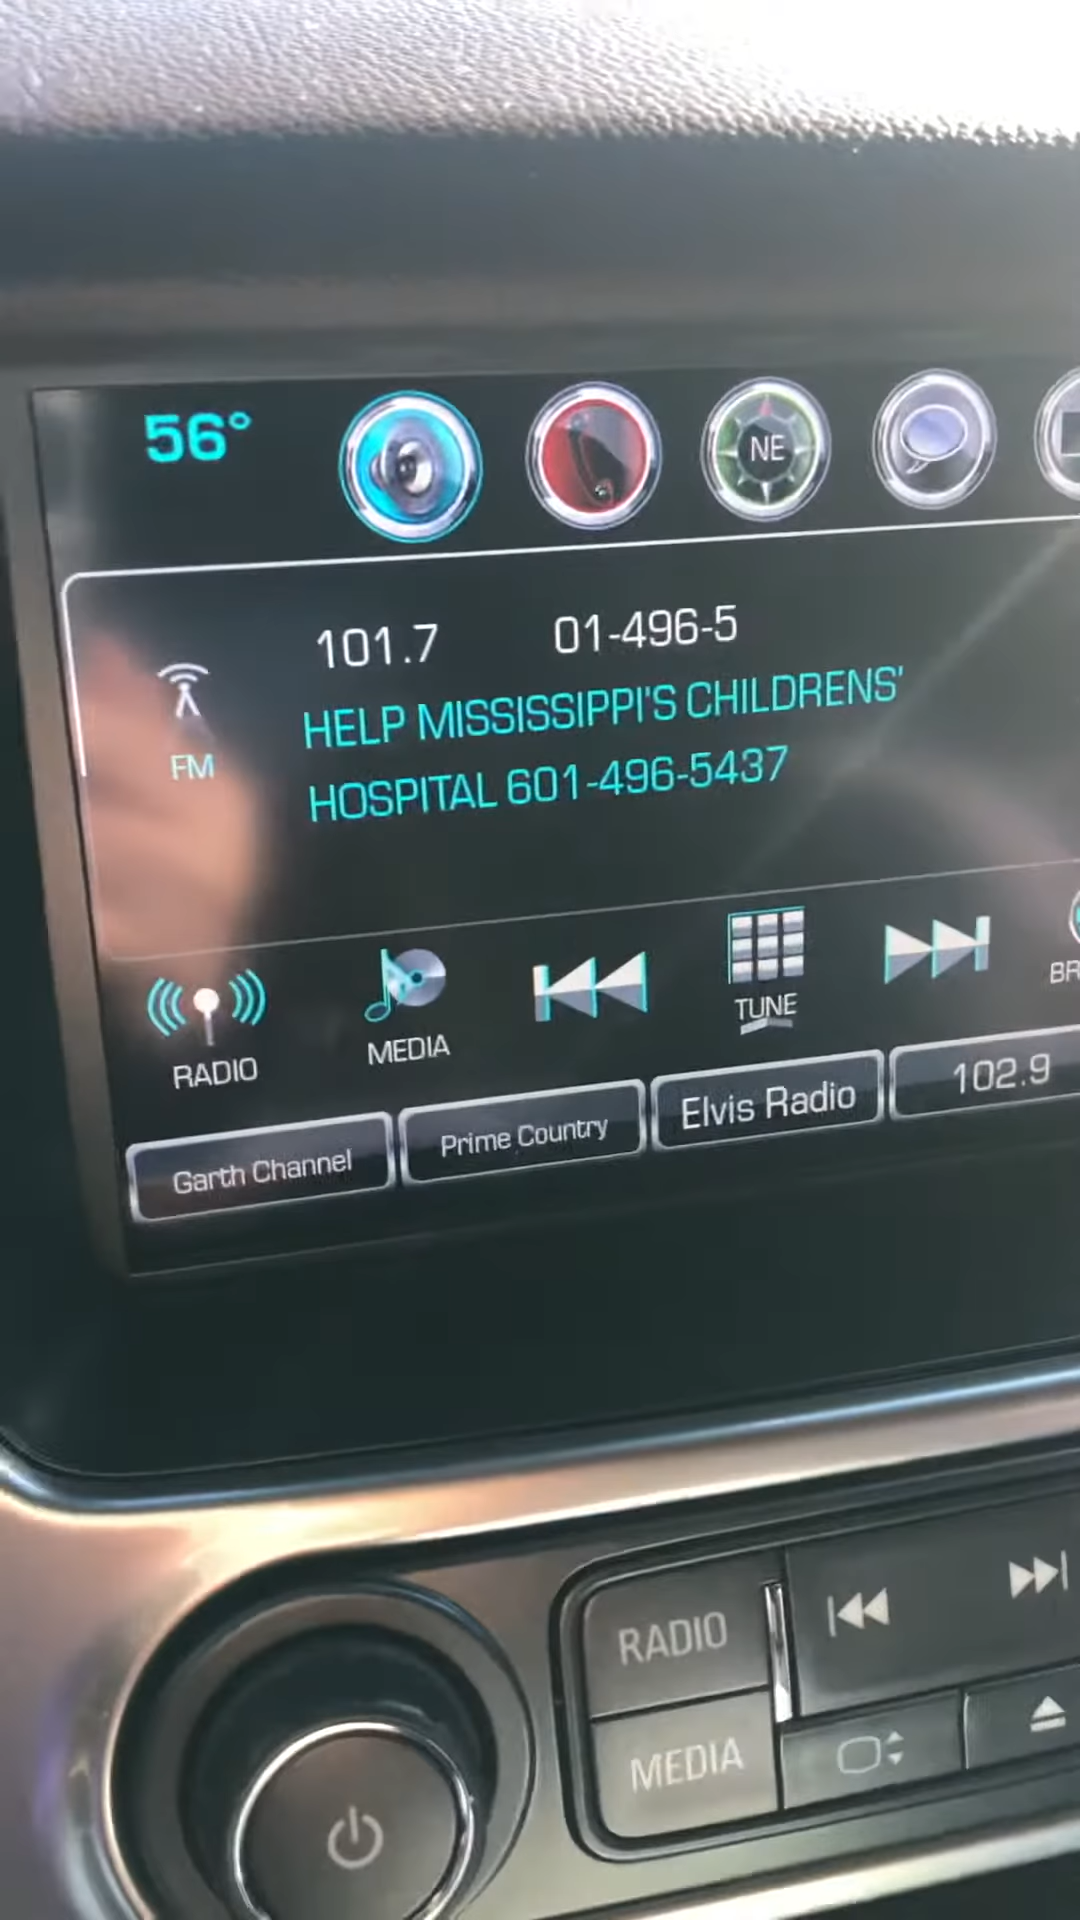 56°
NE
101.7 01-496-5
HELP MISSISSIPPI'S CHILDRENS'
HOSPITAL 601-496-5437
FM
RADIO
MEDIA
TUNE
BR
Garth Channel
Prime Country
Elvis Radio
102.9
RADIO
MEDIA